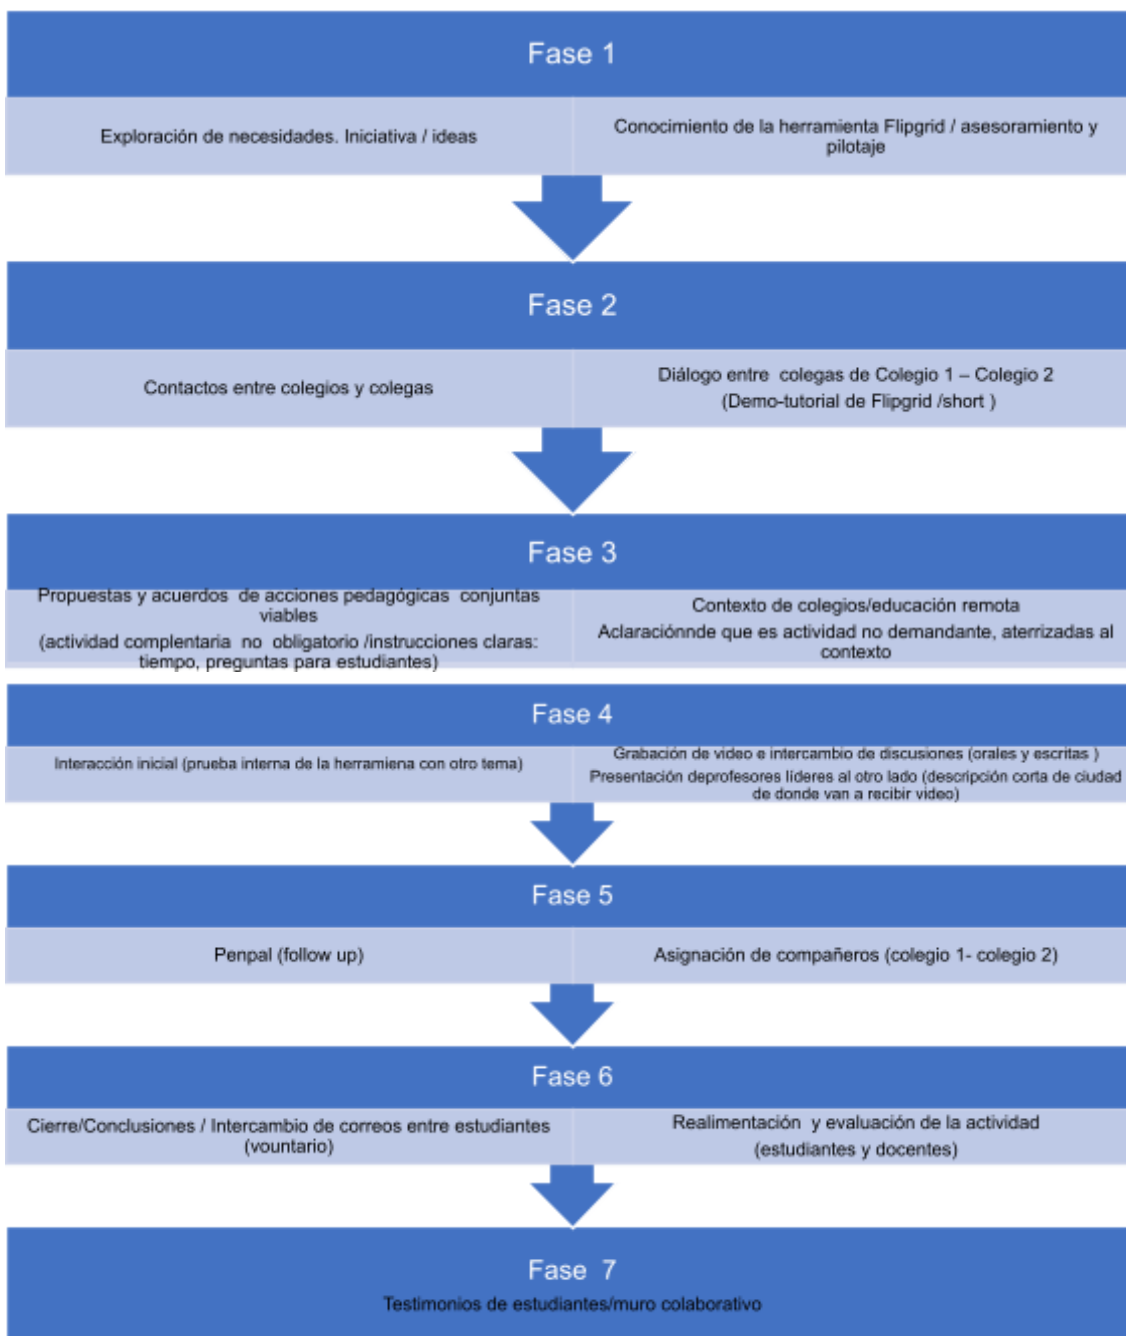 Fase 1
Exploración de necesidades. Iniciativa / ideas
Conocimiento de la herramienta Flipgrid / asesoramiento y
pilotaje
Fase 2
Contactos entre colegios y colegas
Diálogo entre colegas de Colegio 1 – Colegio 2
(Demo-tutorial de Flipgrid /short )
Fase 3
Propuestas y acuerdos de acciones pedagógicas conjuntas
viables
(actividad complentaria no obligatorio /instrucciones claras:
tiempo, preguntas para estudiantes)
Contexto de colegios/educación remota
Aclaraciónnde que es actividad no demandante, aterrizadas al
contexto
Fase 4
Interacción inicial (prueba interna de la herramiena con otro tema)
Grabación de video e intercambio de discusiones (orales y escritas )
Presentación deprofesores líderes al otro lado (descripción corta de ciudad
de donde van a recibir vídeo)
Fase 5
Penpal (follow up)
Asignación de compañeros (colegio 1- colegio 2)
Fase 6
Cierre/Conclusiones / Intercambio de correos entre estudiantes
(vountario)
Realimentación y evaluación de la actividad
(estudiantes y docentes)
Fase 7
Testimonios de estudiantes/muro colaborativo